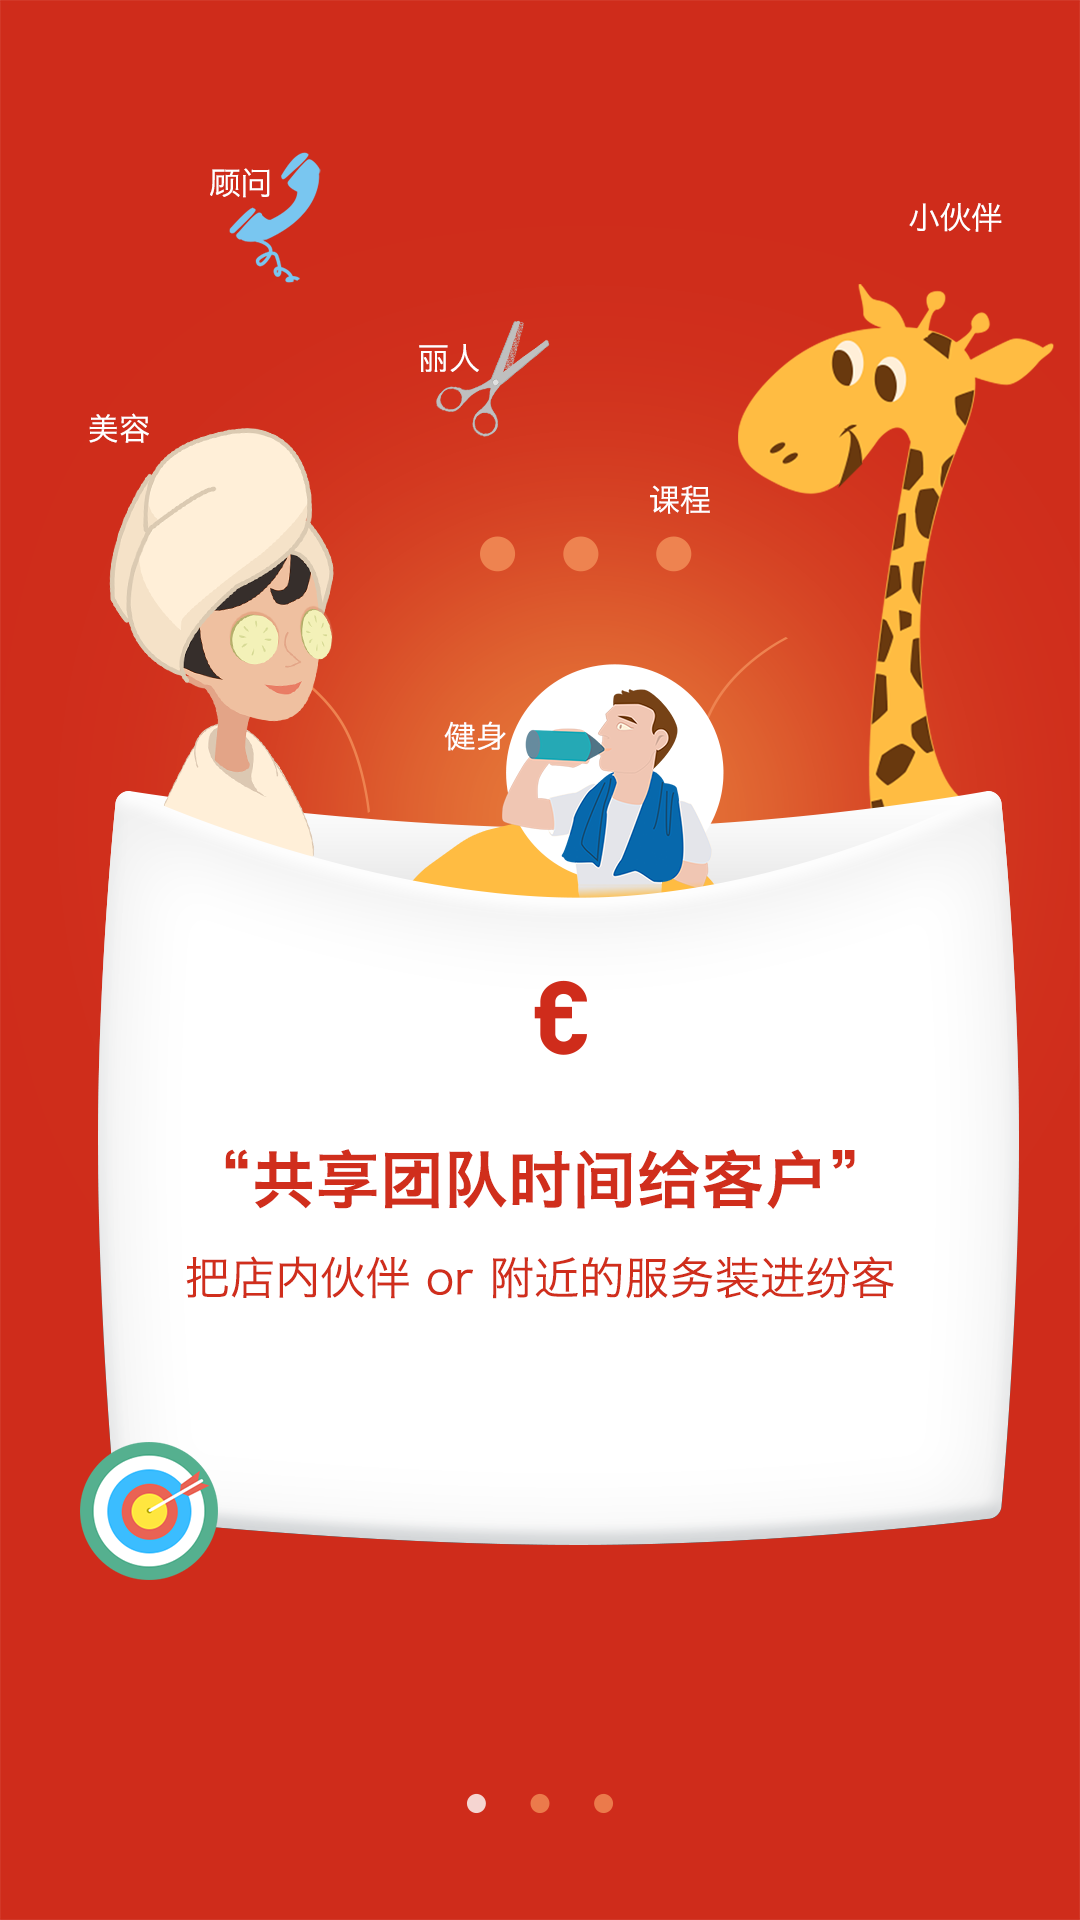 顾问
小伙伴
丽人
美容
课程
健身
€
“共享团队时间给客户”
把店内伙伴 or 附近的服务装进纷客